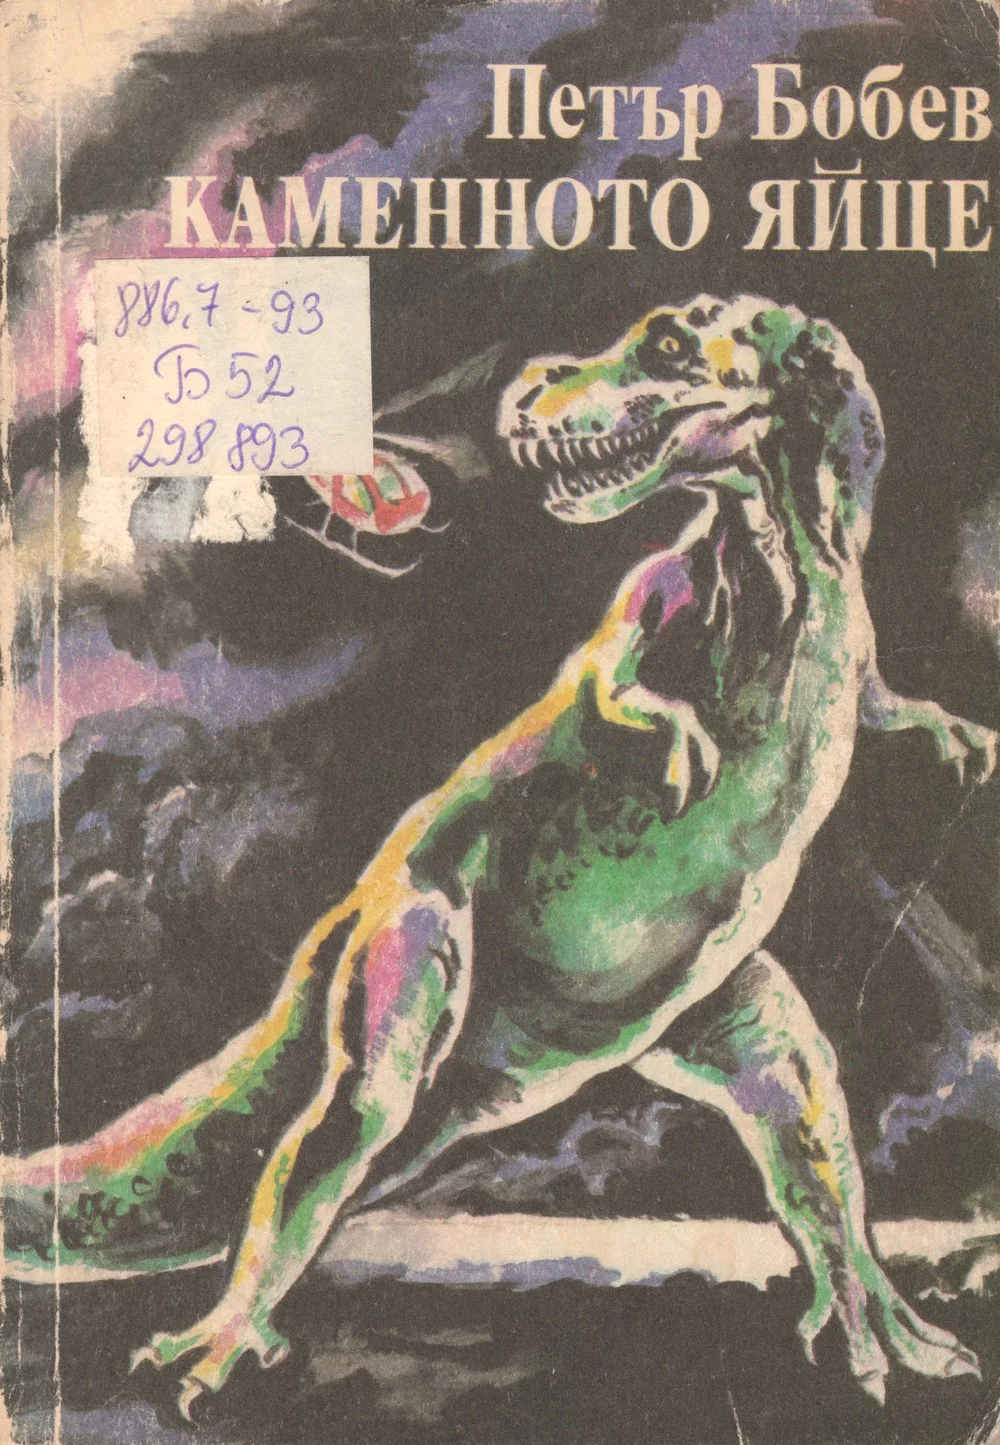 Петър Бобев
КАМЕННОТО ЯЙЦЕ
886,7-93
Б 52
298 893